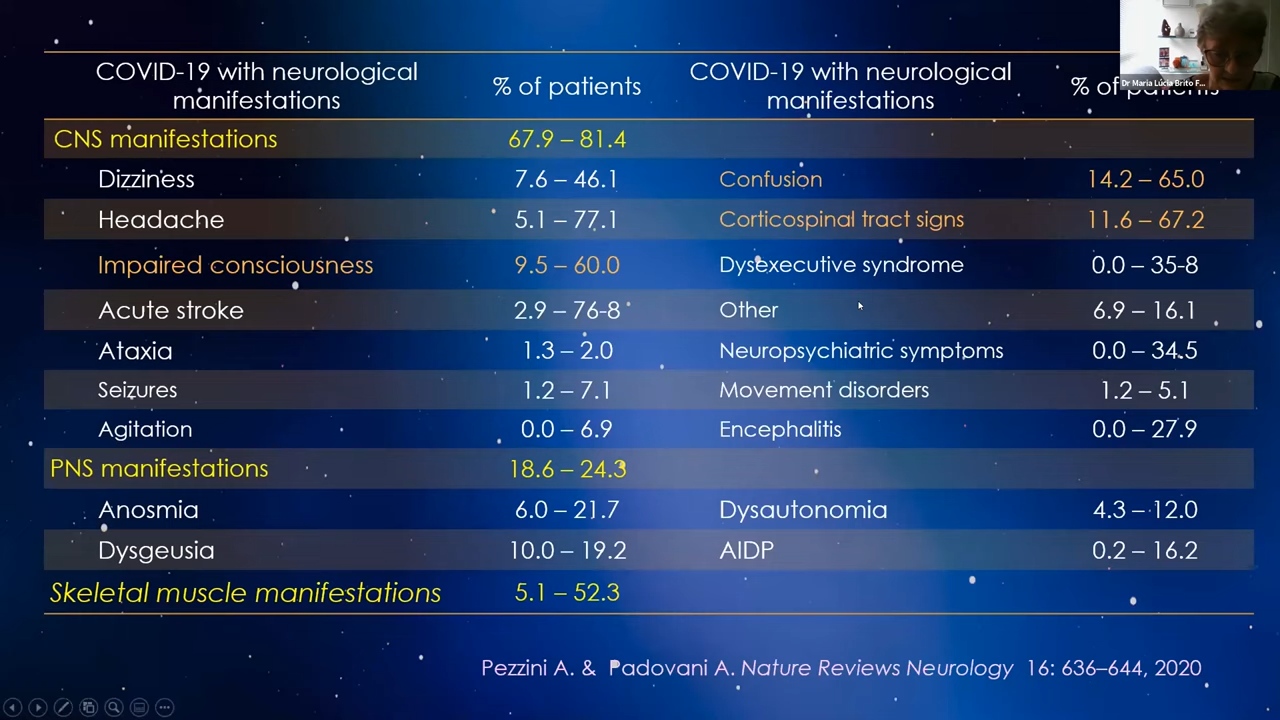 COVID-19 with neurological manifestations % of patients COVID-19 with neurological manifestations % of patients
Dr Maria Lúcia Brito F...
CNS manifestations 67.9 – 81.4
Dizziness 7.6 – 46.1 Confusion 14.2 – 65.0
Headache 5.1 – 77.1 Corticospinal tract signs 11.6 – 67.2
Impaired consciousness 9.5 – 60.0 Dysexecutive syndrome 0.0 – 35-8
Acute stroke 2.9 – 76-8 Other 6.9 – 16.1
Ataxia 1.3 – 2.0 Neuropsychiatric symptoms 0.0 – 34.5
Seizures 1.2 – 7.1 Movement disorders 1.2 – 5.1
Agitation 0.0 – 6.9 Encephalitis 0.0 – 27.9
PNS manifestations 18.6 – 24.3
Anosmia 6.0 – 21.7 Dysautonomia 4.3 – 12.0
Dysgeusia 10.0 – 19.2 AIDP 0.2 – 16.2
Skeletal muscle manifestations 5.1 – 52.3
Pezzini A. & Padovani A. Nature Reviews Neurology 16: 636–644, 2020